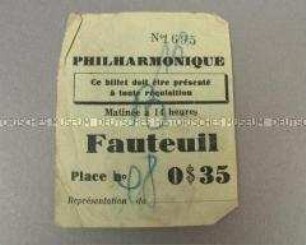 No 1695
PHILHARMONIQUE
Ce billet doit être présenté
à toute réquisition
Matinée à 14 heures
Fauteuil
Place no 0$35
Représentation du